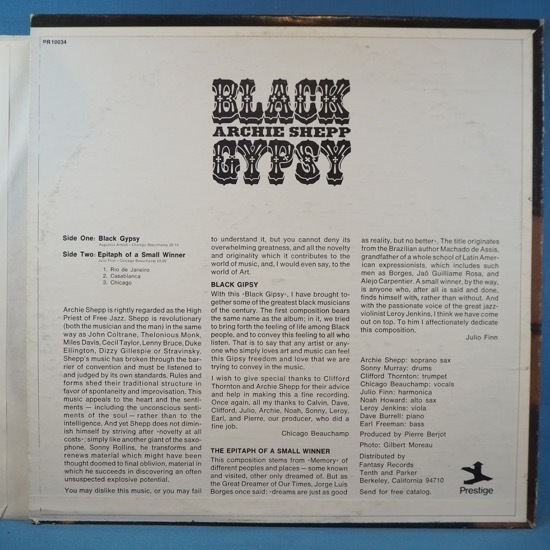 PR10034
BLACK
ARCHIE SHEPP
GYPSY
Side One: Black Gypsy
Side Two: Epitaph of a Small Winner
1. Rio de Janeiro
2. Casablanca
3. Chicago
Archie Shepp is rightly regarded as the High
Priest of Free Jazz. Shepp is revolutionary
(both the musician and the man) in the same
way as John Coltrane, Thelonious Monk,
Miles Davis, Cecil Taylor, Lenny Bruce, Duke
Ellington, Dizzy Gillespie or Stravinsky.
Shepp's music has broken through the bar-
rier of convention and must be listened to
and judged by its own standards. Rules and
forms shed their traditional structure in
favor of spontaneity and improvisation. This
music appeals to the heart and the senti-
ments — including the unconscious senti-
ments of the soul — rather than to the
intelligence. And yet Shepp does not dimin-
ish himself by striving after «novelty at all
costs»; simply like another giant of the saxo-
phone, Sonny Rollins, he transforms and
renews material which might have been
thought doomed to final oblivion, material in
which he succeeds in discovering an often
unsuspected explosive potential.
You may dislike this music, or you may fail
to understand it, but you cannot deny its
overwhelming greatness, and all the novelty
and originality which it contributes to the
world of music, and, I would even say, to the
world of Art.
BLACK GYPSY
With this «Black Gypsy», I have brought to-
gether some of the greatest black musicians
of the century. The first composition bears
the same name as the album; in it, we tried
to bring forth the feeling of life among Black
people, and to convey this feeling to all who
listen. That is to say that any artist or any-
one who simply loves art and music can feel
this Gypsy freedom and love that we are
trying to convey in the music.
I wish to give special thanks to Clifford
Thornton and Archie Shepp for their advice
and help in making this a fine recording.
Once again, all my thanks to Calvin, Dave,
Clifford, Julio, Archie, Noah, Sonny, Leroy,
Earl, and Pierre, our producer, who did a
fine job.
Chicago Beauchamp
THE EPITAPH OF A SMALL WINNER
This composition stems from «Memory» of
different places and peoples — some known
and visited, other only dreamed of. But as
the Great Dreamer of Our Times, Jorge Luis
Borges once said: «dreams are just as good
as reality, but no better». The title originates
from the Brazilian author Machado de Assis,
grandfather of a whole school of Latin Amer-
ican expressionists, which includes such
men as Borges, Jaö Guilliame Rosa, and
Alejo Carpentier. A small winner, by the way,
is anyone who, after all is said and done,
finds himself with, rather than without. And
with the passionate voice of the great jazz-
violinist Leroy Jenkins, I think we have come
out on top. To him I affectionately dedicate
this composition.
Julio Finn
Archie Shepp: soprano sax
Sonny Murray: drums
Clifford Thornton: trumpet
Chicago Beauchamp: vocals
Julio Finn: harmonica
Noah Howard: alto sax
Leroy Jenkins: viola
Dave Burrell: piano
Earl Freeman: bass
Produced by Pierre Berjot
Photo: Gilbert Moreau
Distributed by
Fantasy Records
Tenth and Parker
Berkeley, California 94710
Send for free catalog.
Prestige